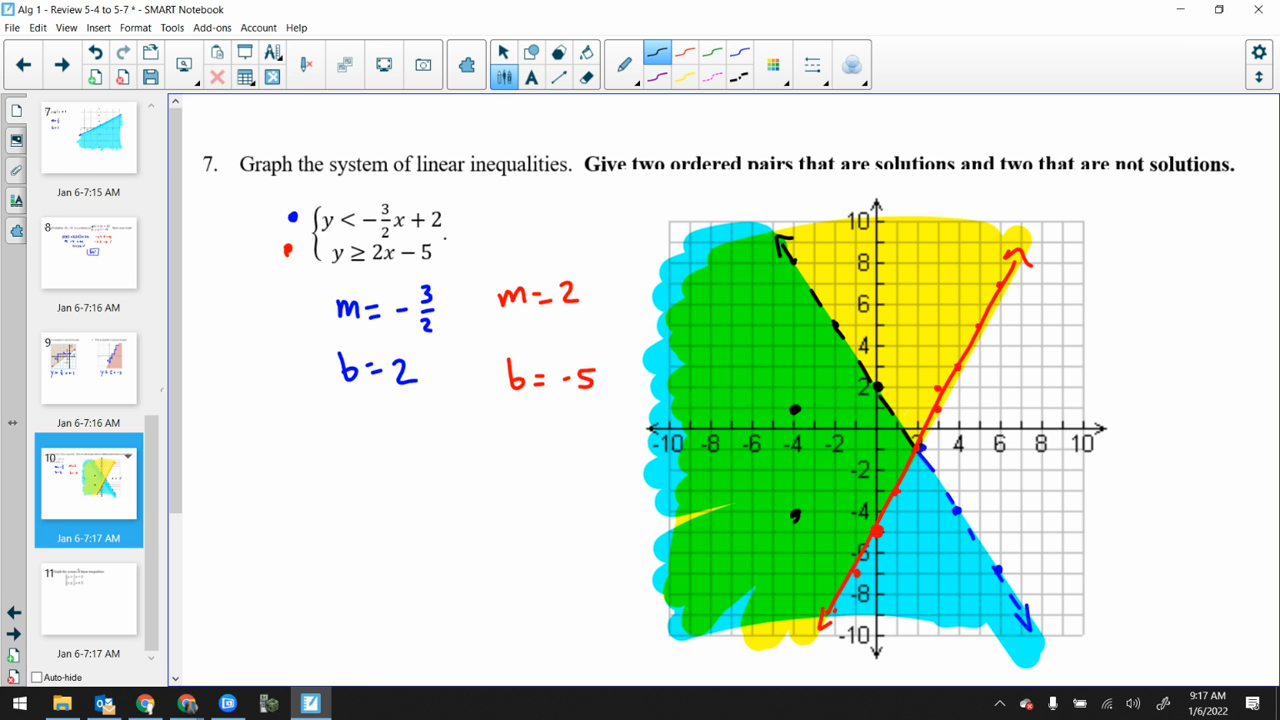 Alg 1 - Review 5-4 to 5-7 * - SMART Notebook
File Edit View Insert Format Tools Add-ons Help
7
Jan 6-7:15 AM
8
Jan 6-7:16 AM
9
Jan 6-7:16 AM
10
Jan 6-7:17 AM
11
Jan 6-7:17 AM
Auto-hide
7. Graph the system of linear inequalities. Give two ordered pairs that are solutions and two that are not solutions.
y < -3/2x + 2
y ≥ 2x - 5
m = - 3/2
m = 2
b = 2
b = -5
10
8
6
4
2
-10 -8 -6 -4 -2 2 4 6 8 10
-2
-4
-6
-8
-10
9:17 AM
1/6/2022